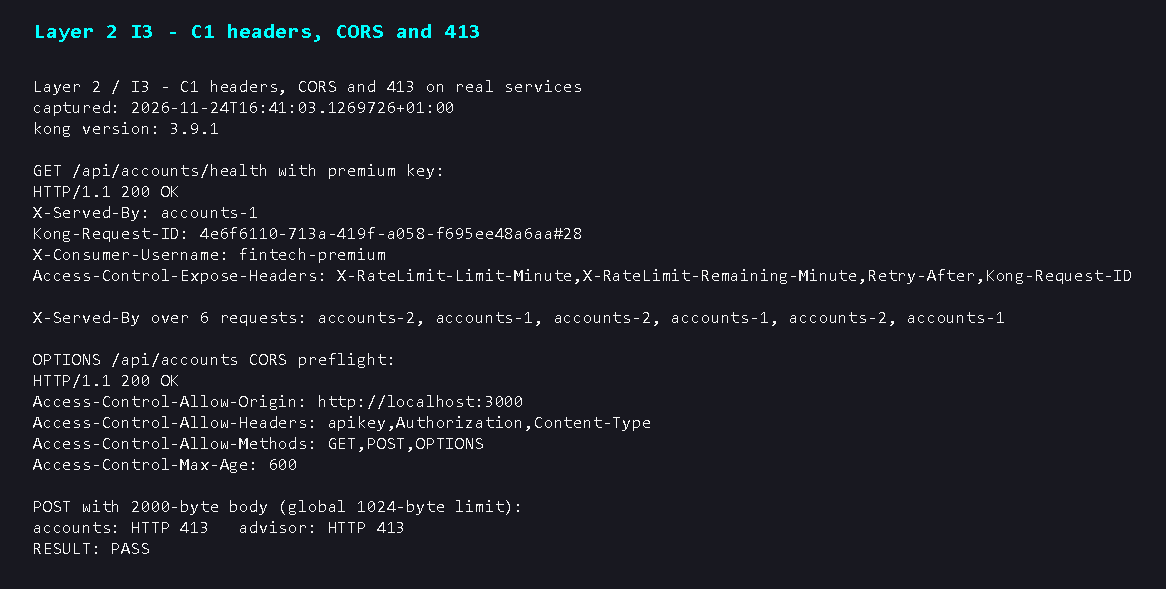 Layer 2 I3 - C1 headers, CORS and 413
Layer 2 / I3 - C1 headers, CORS and 413 on real services
captured: 2026-11-24T16:41:03.1269726+01:00
kong version: 3.9.1
GET /api/accounts/health with premium key:
HTTP/1.1 200 OK
X-Served-By: accounts-1
Kong-Request-ID: 4e6f6110-713a-419f-a058-f695ee48a6aa#28
X-Consumer-Username: fintech-premium
Access-Control-Expose-Headers: X-RateLimit-Limit-Minute,X-RateLimit-Remaining-Minute,Retry-After,Kong-Request-ID
X-Served-By over 6 requests: accounts-2, accounts-1, accounts-2, accounts-1, accounts-2, accounts-1
OPTIONS /api/accounts CORS preflight:
HTTP/1.1 200 OK
Access-Control-Allow-Origin: http://localhost:3000
Access-Control-Allow-Headers: apikey,Authorization,Content-Type
Access-Control-Allow-Methods: GET,POST,OPTIONS
Access-Control-Max-Age: 600
POST with 2000-byte body (global 1024-byte limit):
accounts: HTTP 413   advisor: HTTP 413
RESULT: PASS